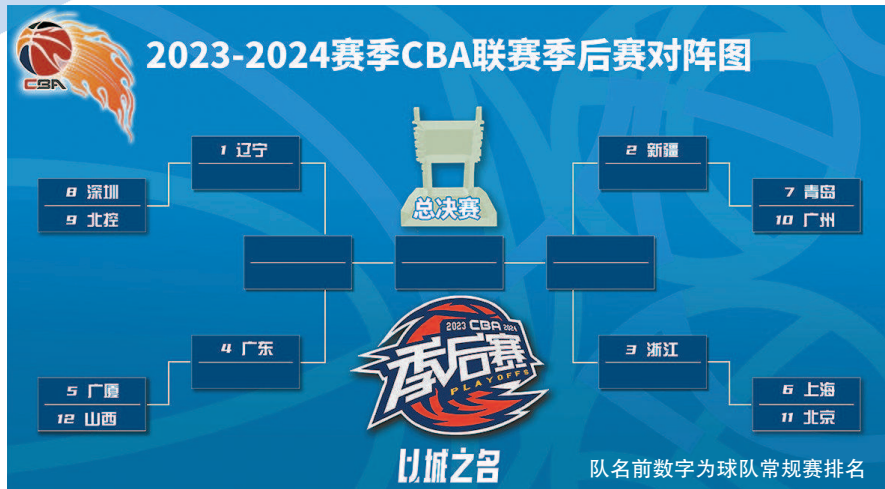 CBA
2023-2024赛季CBA联赛季后赛对阵图
1 辽宁
2 新疆
8 深圳
9 北控
7 青岛
10 广州
总决赛
4 广东
3 浙江
5 广厦
12 山西
6 上海
11 北京
2023 CBA 2024
季后赛
PLAYOFFS
以城之名
队名前数字为球队常规赛排名